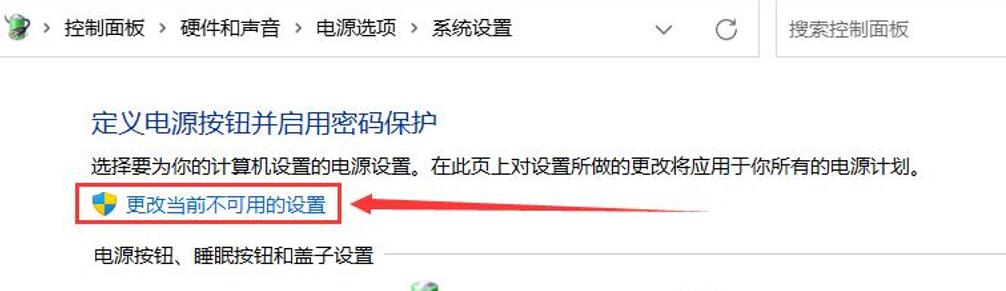 控制面板 > 硬件和声音 > 电源选项 > 系统设置
搜索控制面板
定义电源按钮并启用密码保护
选择要为你的计算机设置的电源设置。在此页上对设置所做的更改将应用于你所有的电源计划。
更改当前不可用的设置
电源按钮、睡眠按钮和盖子设置